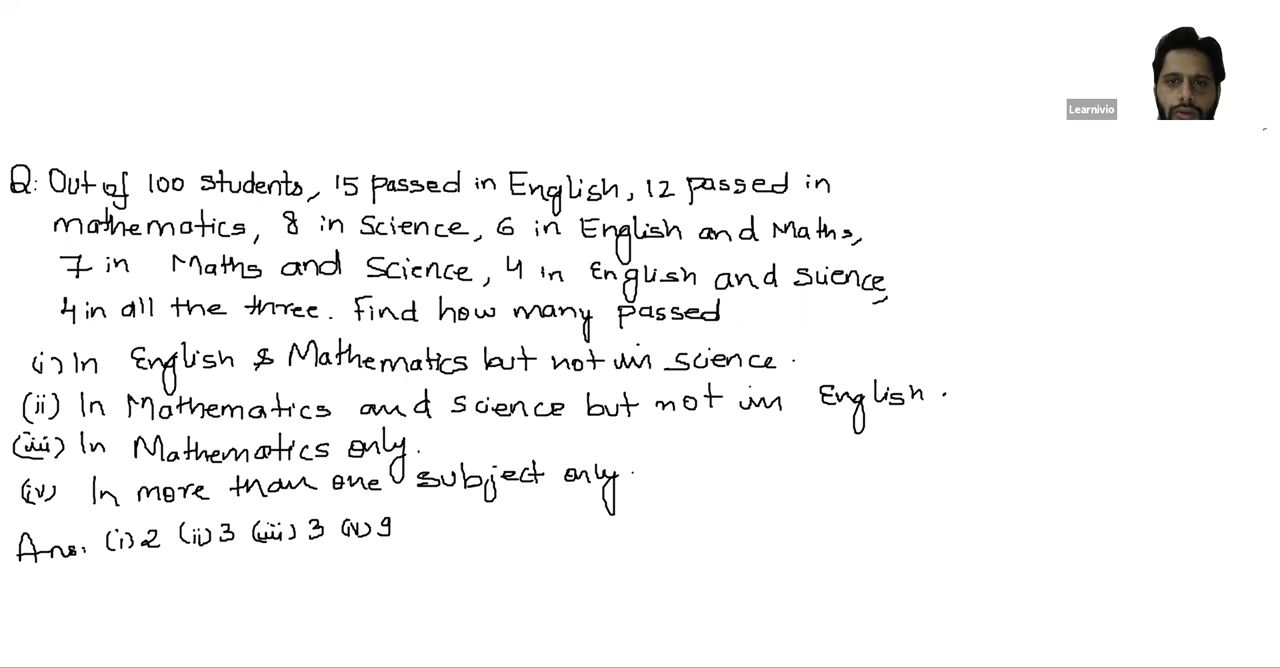 Learnivio
Q: Out of 100 students, 15 passed in English, 12 passed in
mathematics, 8 in Science, 6 in English and Maths,
7 in Maths and Science, 4 in English and suience,
4 in all the three. Find how many passed
(i) In English & Mathematics but not in science.
(ii) In Mathematics and science but not in English.
(iii) In Mathematics only.
(iv) In more than one subject only.
Ans: (i) 2 (ii) 3 (iii) 3 (iv) 9